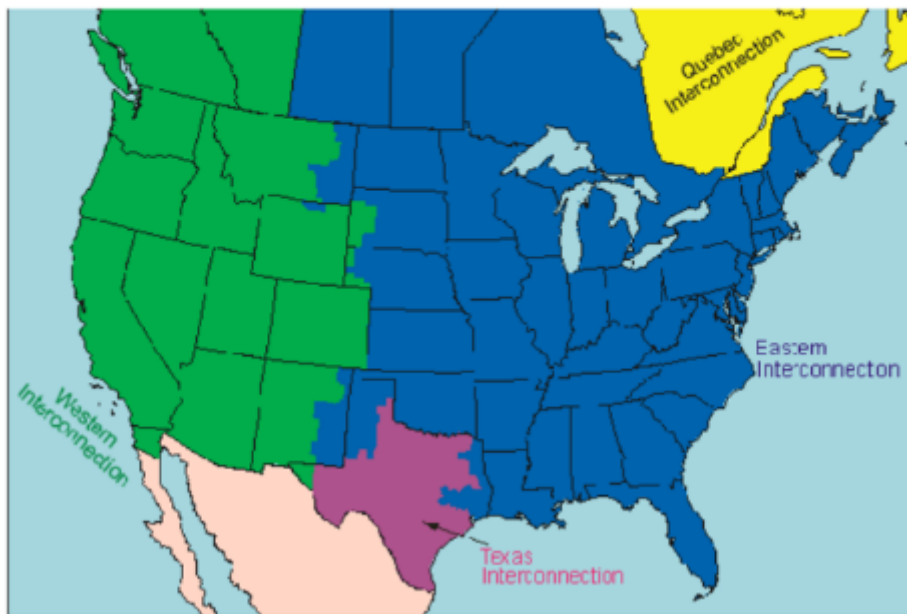 Quebec
Interconnection
Eastern
Interconnecton
Western
Interconnection
Texas
Interconnection